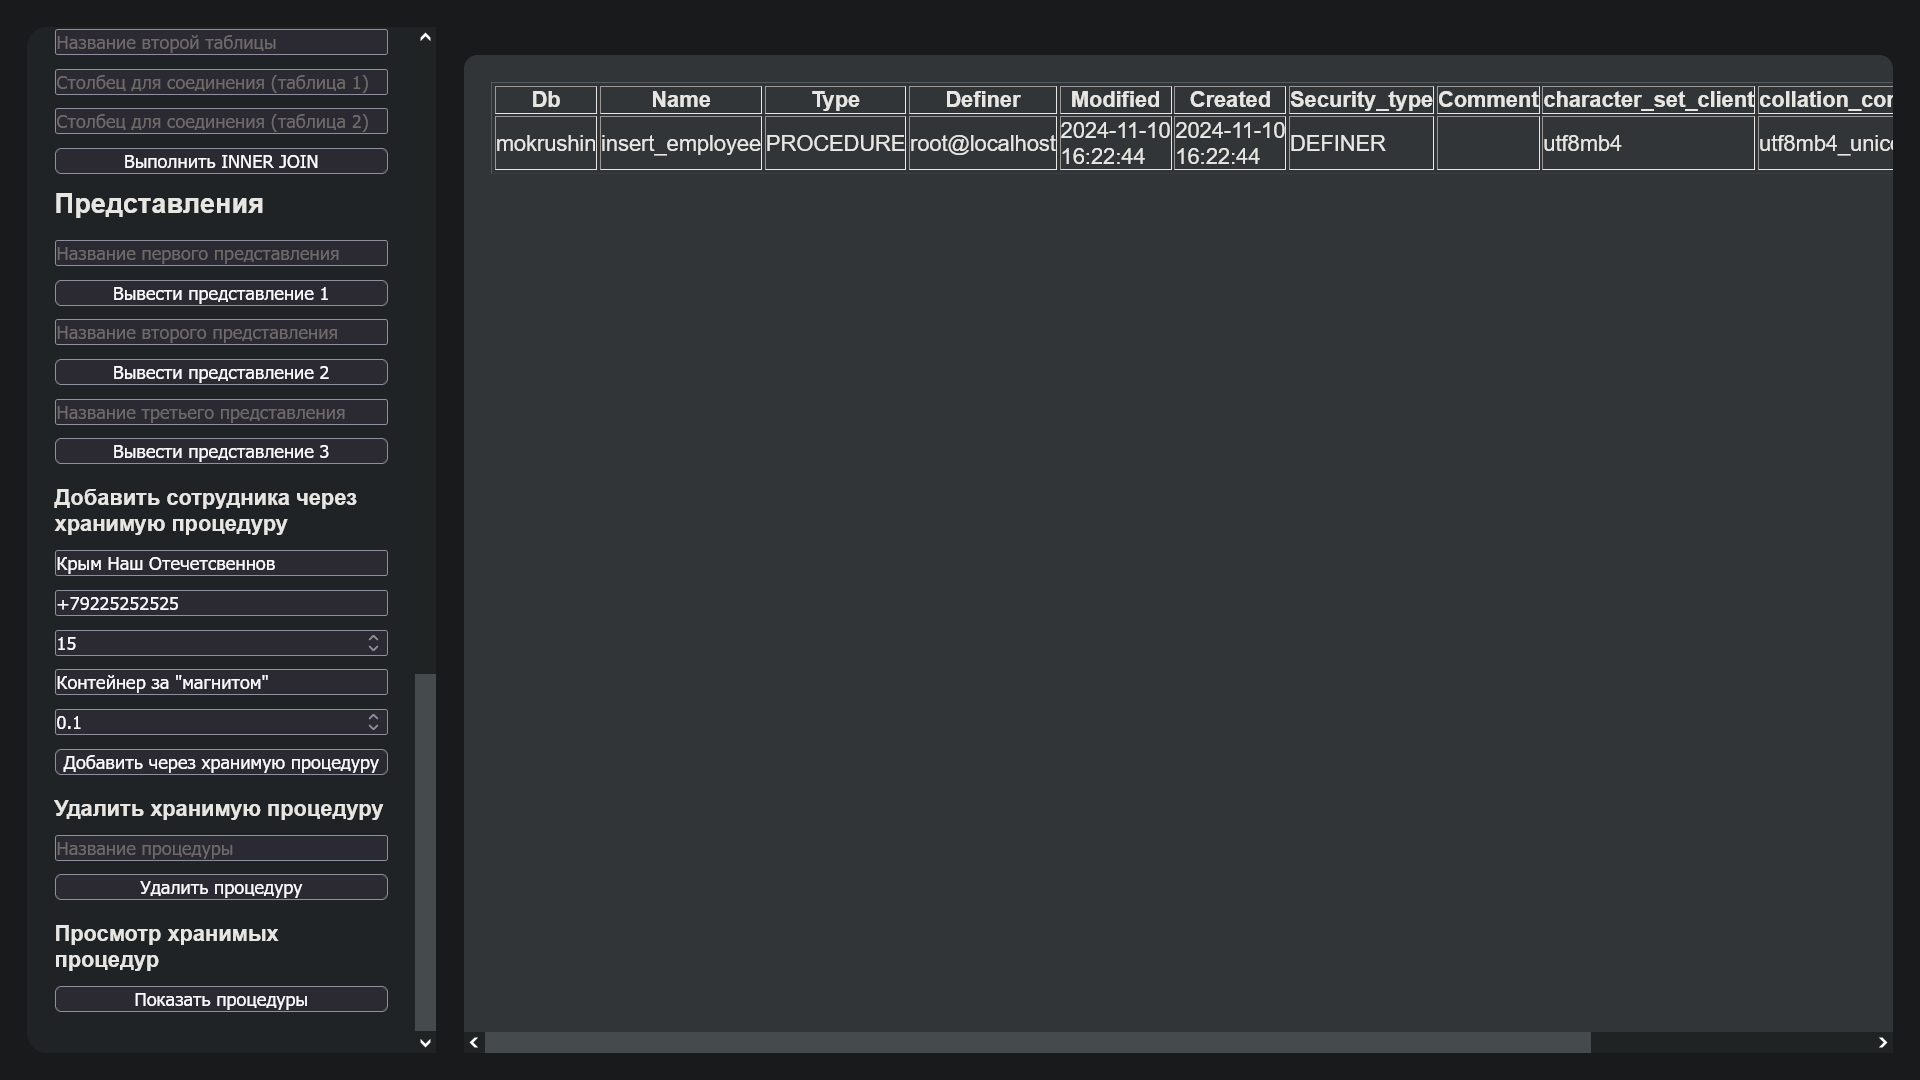 Название второй таблицы
Столбец для соединения (таблица 1)
Столбец для соединения (таблица 2)
Выполнить INNER JOIN
Представления
Название первого представления
Вывести представление 1
Название второго представления
Вывести представление 2
Название третьего представления
Вывести представление 3
Добавить сотрудника через
хранимую процедуру
Крым Наш Отечетсвеннов
+79225252525
15
Контейнер за "магнитом"
0.1
Добавить через хранимую процедуру
Удалить хранимую процедуру
Название процедуры
Удалить процедуру
Просмотр хранимых
процедур
Показать процедуры
Db Name Type Definer Modified Created Security_type Comment character_set_client collation_con
mokrushin insert_employee PROCEDURE root@localhost 2024-11-10 16:22:44 2024-11-10 16:22:44 DEFINER utf8mb4 utf8mb4_unico